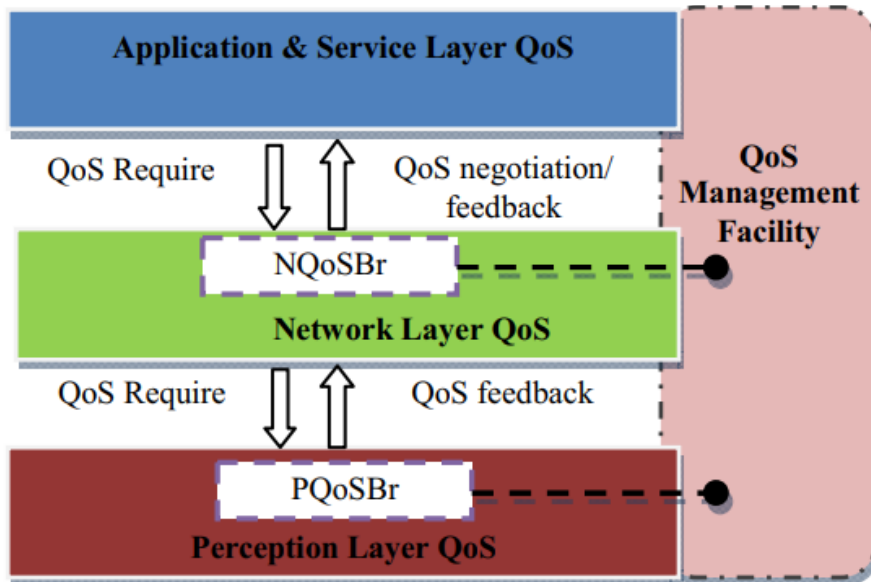 Application & Service Layer QoS
QoS Require
QoS negotiation/
feedback
QoS
Management
Facility
NQoSBr
Network Layer QoS
QoS Require
QoS feedback
PQoSBr
Perception Layer QoS